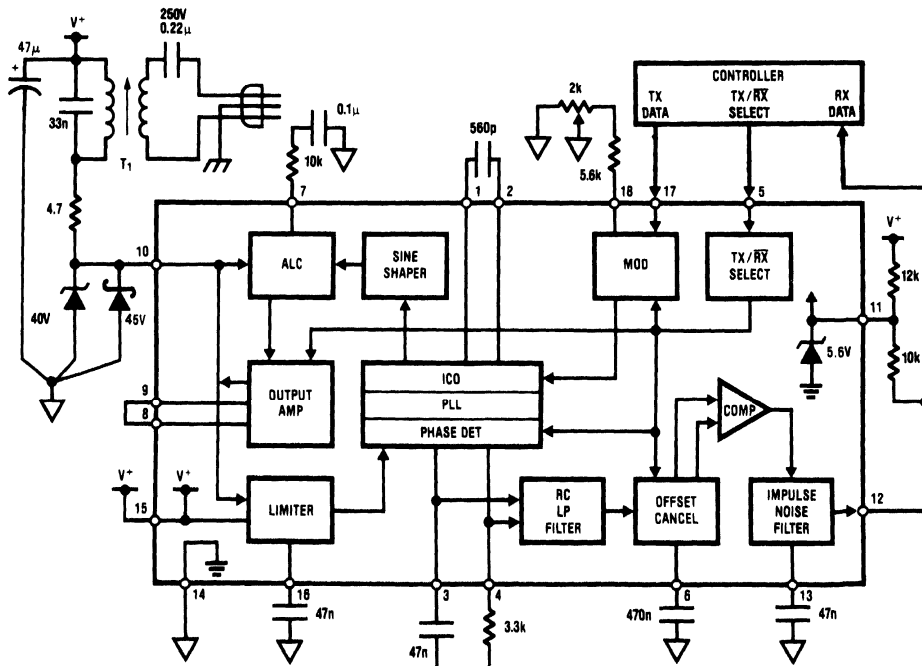 V+
47μ
+
33n
T1
250V
0.22μ
0.1μ
10k
4.7
40V
45V
560p
2k
5.6k
CONTROLLER
TX DATA
TX/RX SELECT
RX DATA
7
1
2
18
17
5
10
ALC
SINE SHAPER
MOD
TX/RX SELECT
V+
12k
11
5.6V
10k
9
8
OUTPUT AMP
ICO
PLL
PHASE DET
COMP
V+
V+
15
LIMITER
RC LP FILTER
OFFSET CANCEL
IMPULSE NOISE FILTER
12
14
16
47n
3
47n
4
3.3k
6
470n
13
47n